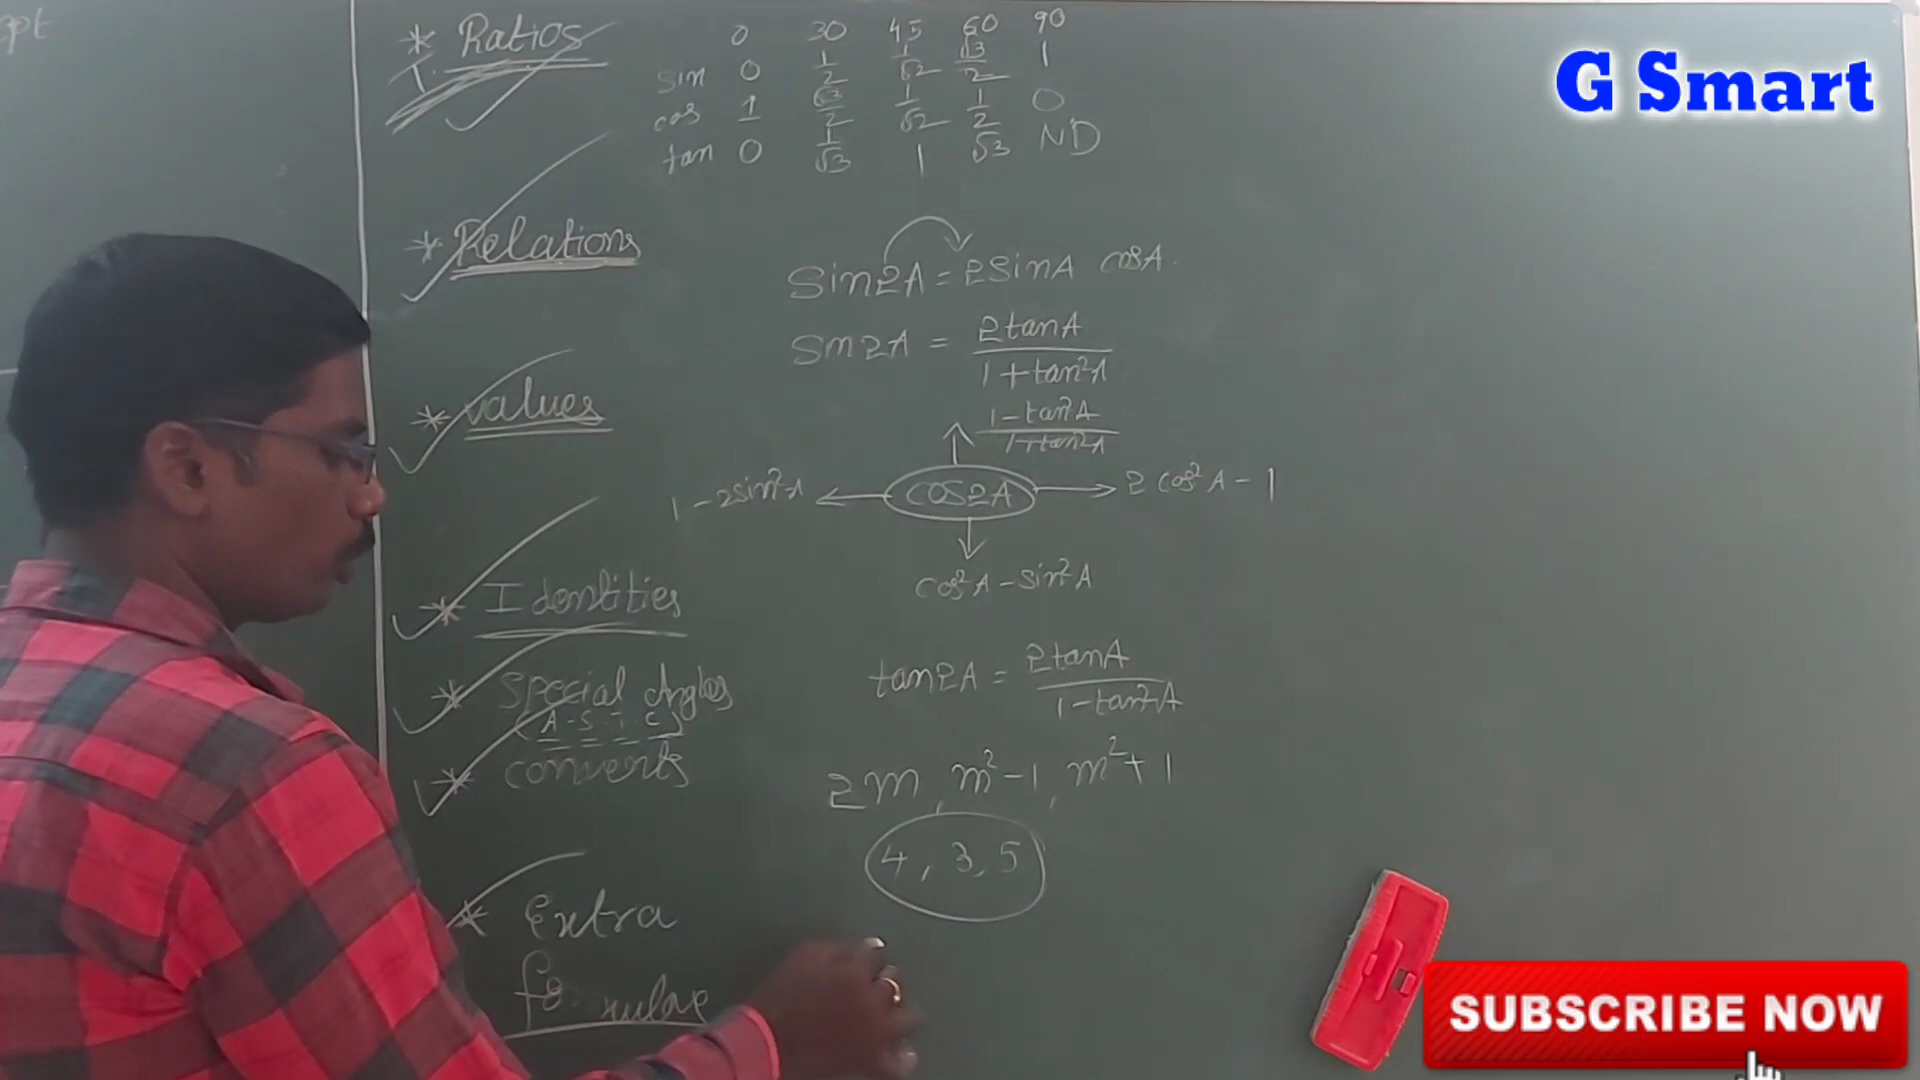 cpt
* Ratios
T.
0 30 45 60 90
sin 0 1/2 1/√2 √3/2 1
cos 1 √3/2 1/√2 1/2 0
tan 0 1/√3 1 √3 ND
* Relations
* values
* Identities
* Special Angles
(A-S-T-C)
* converts
* Extra
Sin2A = 2SinA cosA.
Sin2A = 2tanA/1+tan²A
1-tan²A/1+tan²A
1-2sin²A ← cos2A → 2cos²A-1
cos²A-sin²A
tan2A = 2tanA/1-tan²A
2m, m²-1, m²+1
4, 3, 5
G Smart
SUBSCRIBE NOW